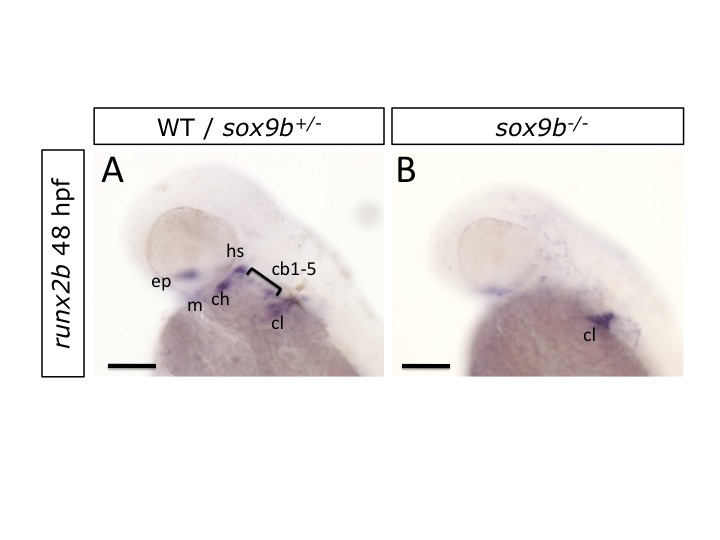 WT / sox9b+/-
sox9b-/-
runx2b 48 hpf
A
B
hs
cb1-5
ep
m
ch
cl
cl